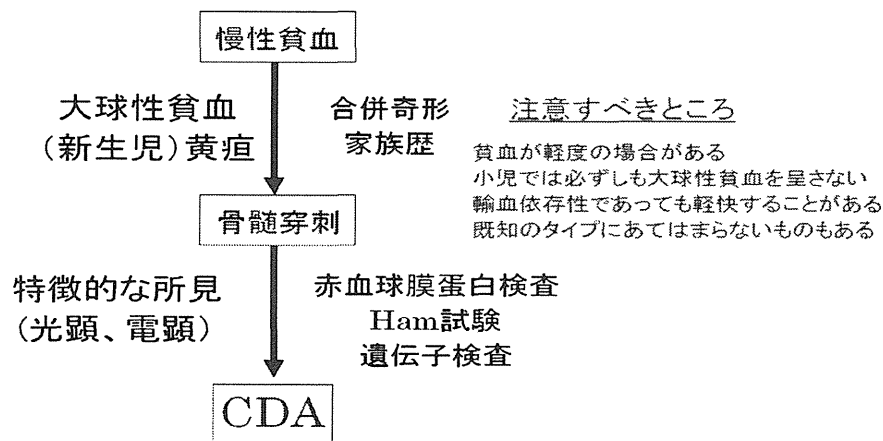 慢性貧血
大球性貧血
(新生児)黄疸
合併奇形
家族歴
注意すべきところ
貧血が軽度の場合がある
小児では必ずしも大球性貧血を呈さない
輸血依存性であっても軽快することがある
既知のタイプにあてはまらないものもある
骨髄穿刺
特徴的な所見
(光顕、電顕)
赤血球膜蛋白検査
Ham試験
遺伝子検査
CDA